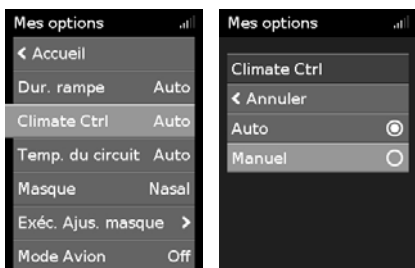 Mes options
< Accueil
Dur. rampe Auto
Climate Ctrl Auto
Temp. du circuit Auto
Masque Nasal
Exéc. Ajus. masque >
Mode Avion Off
Mes options
Climate Ctrl
< Annuler
Auto
Manuel